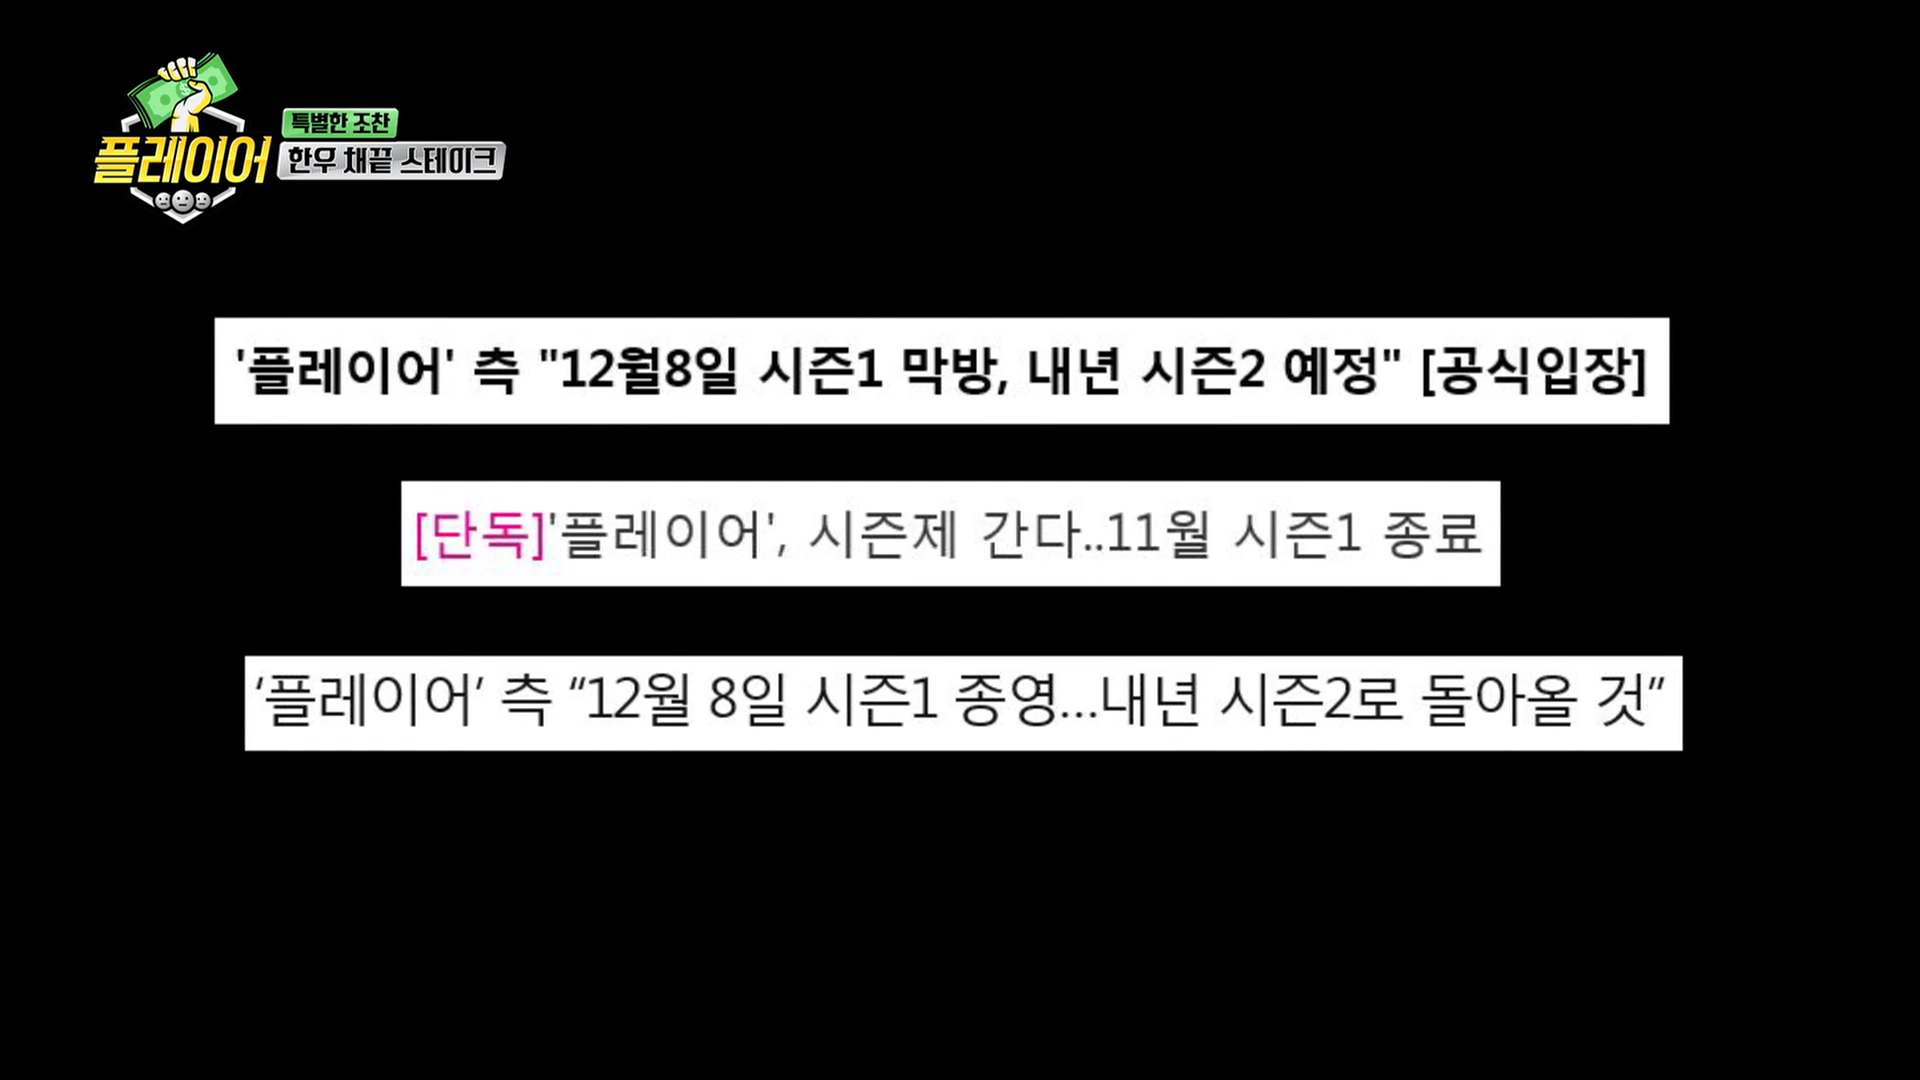 플레이어
특별한 조찬
한우 채끝 스테이크
'플레이어' 측 "12월8일 시즌1 막방, 내년 시즌2 예정" [공식입장]
[단독]'플레이어', 시즌제 간다..11월 시즌1 종료
‘플레이어’ 측 “12월 8일 시즌1 종영...내년 시즌2로 돌아올 것”